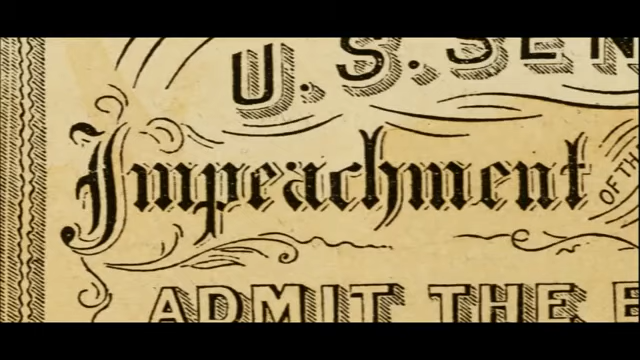 U.S. SEN
Impeachment OF THE
ADMIT THE B